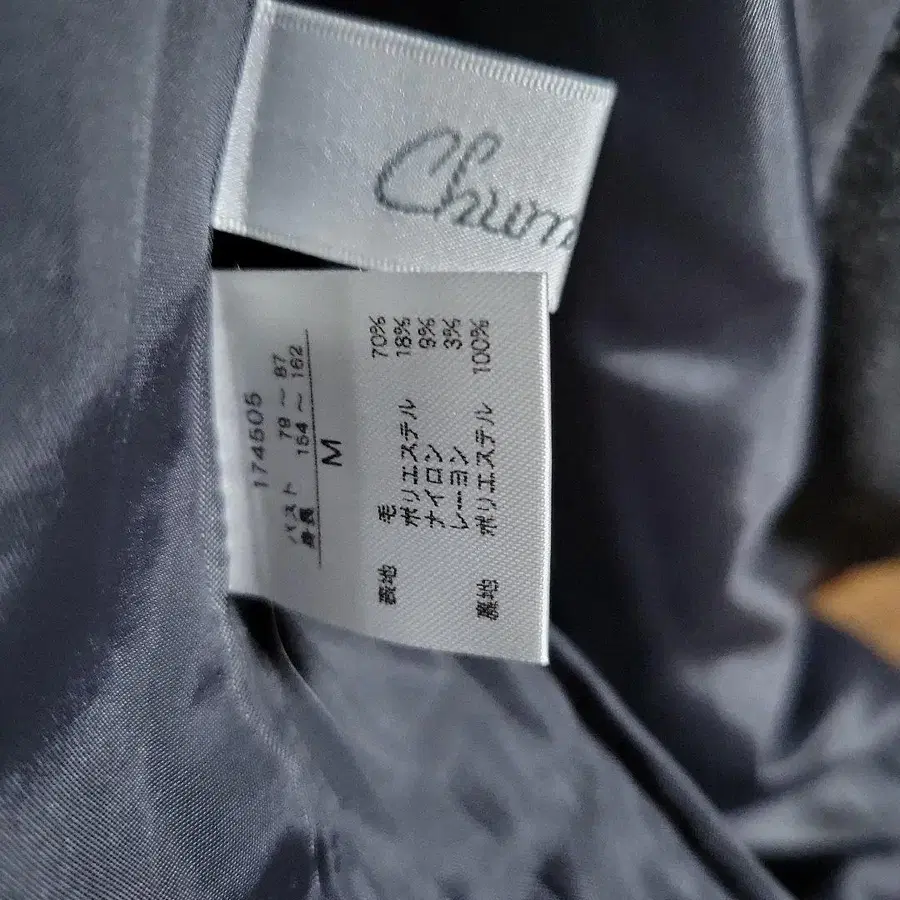 174505
バスト 79 ～ 87
身長 154 ～ 162
M
表地 毛 70%
ポリエステル 18%
ナイロン 9%
レーヨン 3%
裏地 ポリエステル 100%